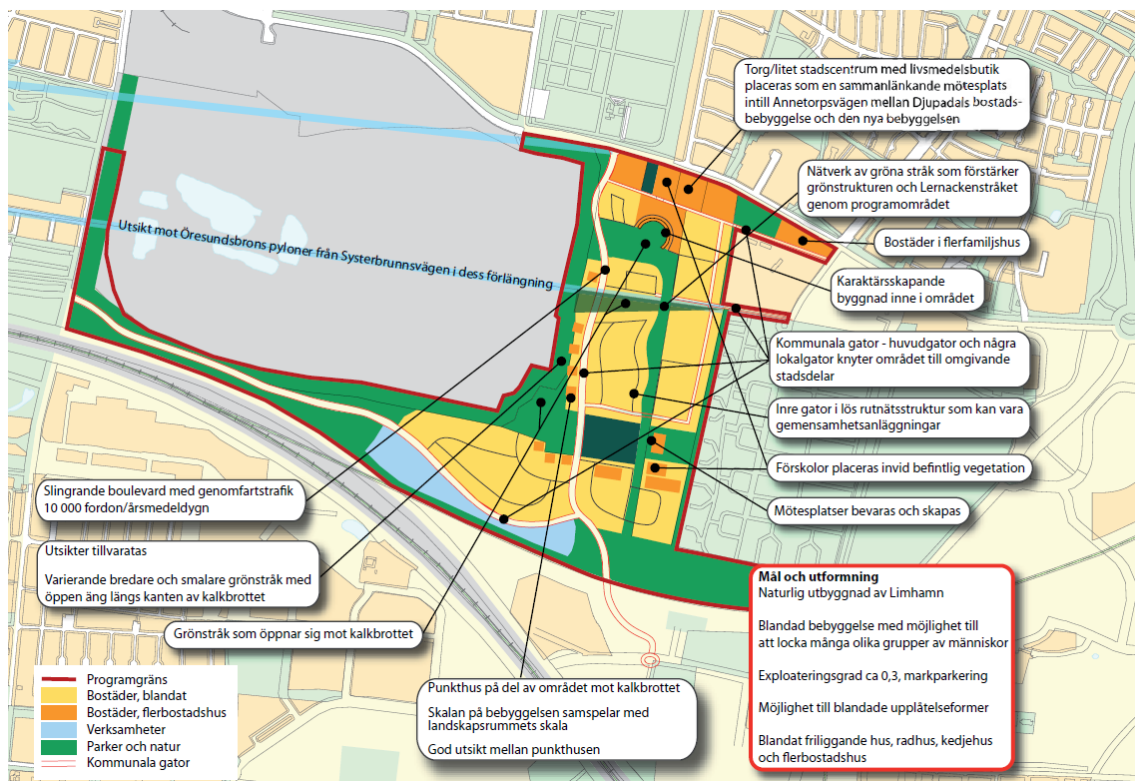 Torg/litet stadscentrum med livsmedelsbutik
placeras som en sammanlänkande mötesplats
intill Annetorpsvägen mellan Djupadals bostads-
bebyggelse och den nya bebyggelsen
Nätverk av gröna stråk som förstärker
grönstrukturen och Lernackenstråket
genom programområdet
Bostäder i flerfamiljshus
Utsikt mot Öresundsbrons pyloner från Systerbrunnsvägen i dess förlängning
Karaktärsskapande
byggnad inne i området
Kommunala gator - huvudgator och några
lokalgator knyter området till omgivande
stadsdelar
Inre gator i lös rutnätsstruktur som kan vara
gemensamhetsanläggningar
Förskolor placeras invid befintlig vegetation
Mötesplatser bevaras och skapas
Slingrande boulevard med genomfartstrafik
10 000 fordon/årsmedeldygn
Utsikter tillvaratas
Varierande bredare och smalare grönstråk med
öppen äng längs kanten av kalkbrottet
Grönstråk som öppnar sig mot kalkbrottet
Punkthus på del av området mot kalkbrottet
Skalan på bebyggelsen samspelar med
landskapsrummets skala
God utsikt mellan punkthusen
Mål och utformning
Naturlig utbyggnad av Limhamn
Blandad bebyggelse med möjlighet till
att locka många olika grupper av människor
Exploateringsgrad ca 0,3, markparkering
Möjlighet till blandade upplåtelseformer
Blandat friliggande hus, radhus, kedjehus
och flerbostadshus
Programgräns
Bostäder, blandat
Bostäder, flerbostadshus
Verksamheter
Parker och natur
Kommunala gator